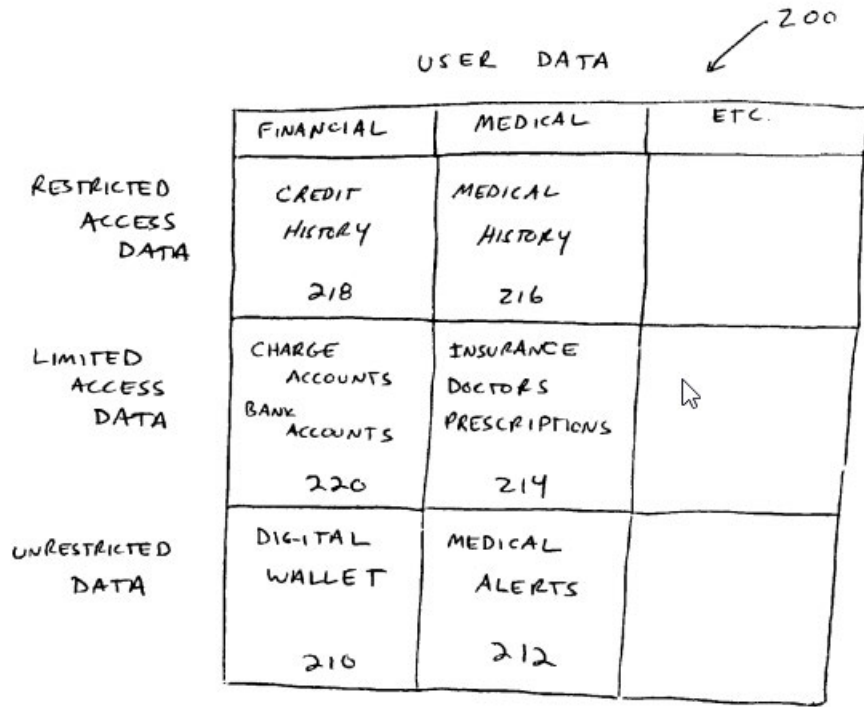 200
USER DATA
FINANCIAL MEDICAL ETC.
RESTRICTED ACCESS DATA
CREDIT HISTORY
218
MEDICAL HISTORY
216
LIMITED ACCESS DATA
CHARGE ACCOUNTS
BANK ACCOUNTS
220
INSURANCE
DOCTORS
PRESCRIPTIONS
214
UNRESTRICTED DATA
DIGITAL WALLET
210
MEDICAL ALERTS
212